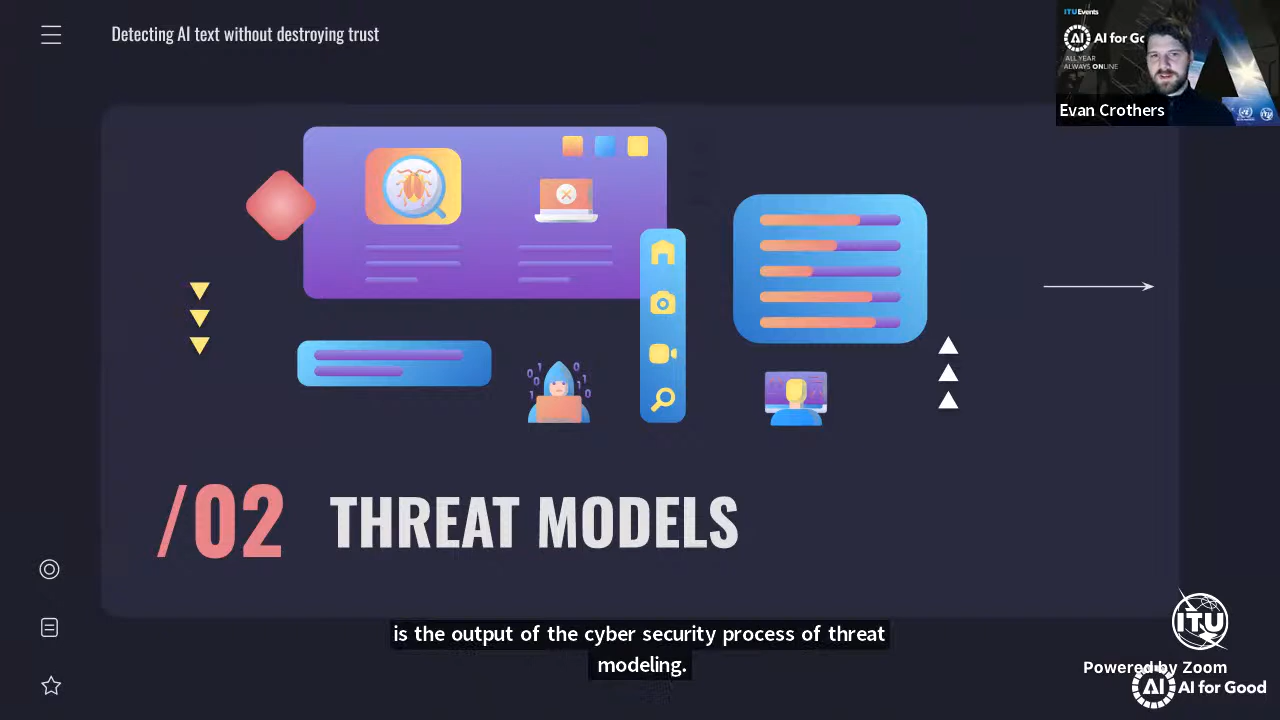 Detecting AI text without destroying trust
ITUEvents
AI for Go
ALL YEAR
ALWAYS ONLINE
Evan Crothers
/02 THREAT MODELS
is the output of the cyber security process of threat
modeling.
ITU
Powered by Zoom
AI for Good